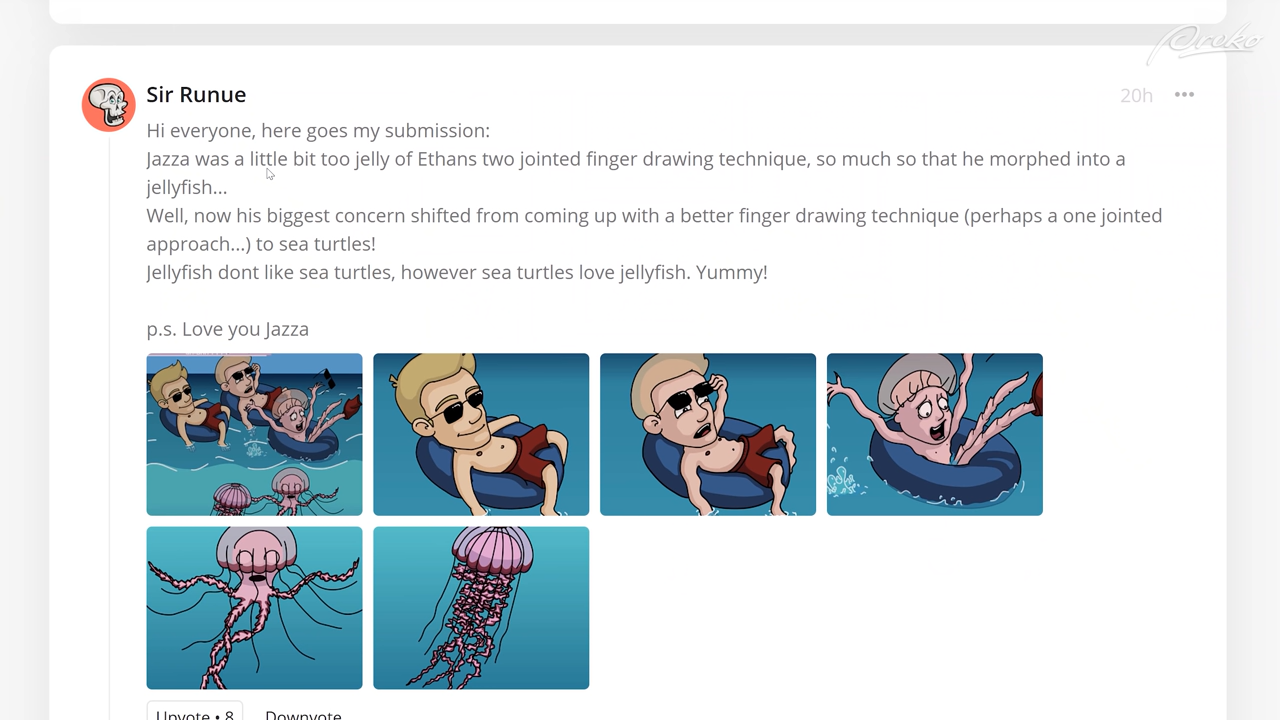 Proko
Sir Runue
20h
Hi everyone, here goes my submission:
Jazza was a little bit too jelly of Ethans two jointed finger drawing technique, so much so that he morphed into a
jellyfish...
Well, now his biggest concern shifted from coming up with a better finger drawing technique (perhaps a one jointed
approach...) to sea turtles!
Jellyfish dont like sea turtles, however sea turtles love jellyfish. Yummy!
p.s. Love you Jazza
Upvote • 8
Downvote